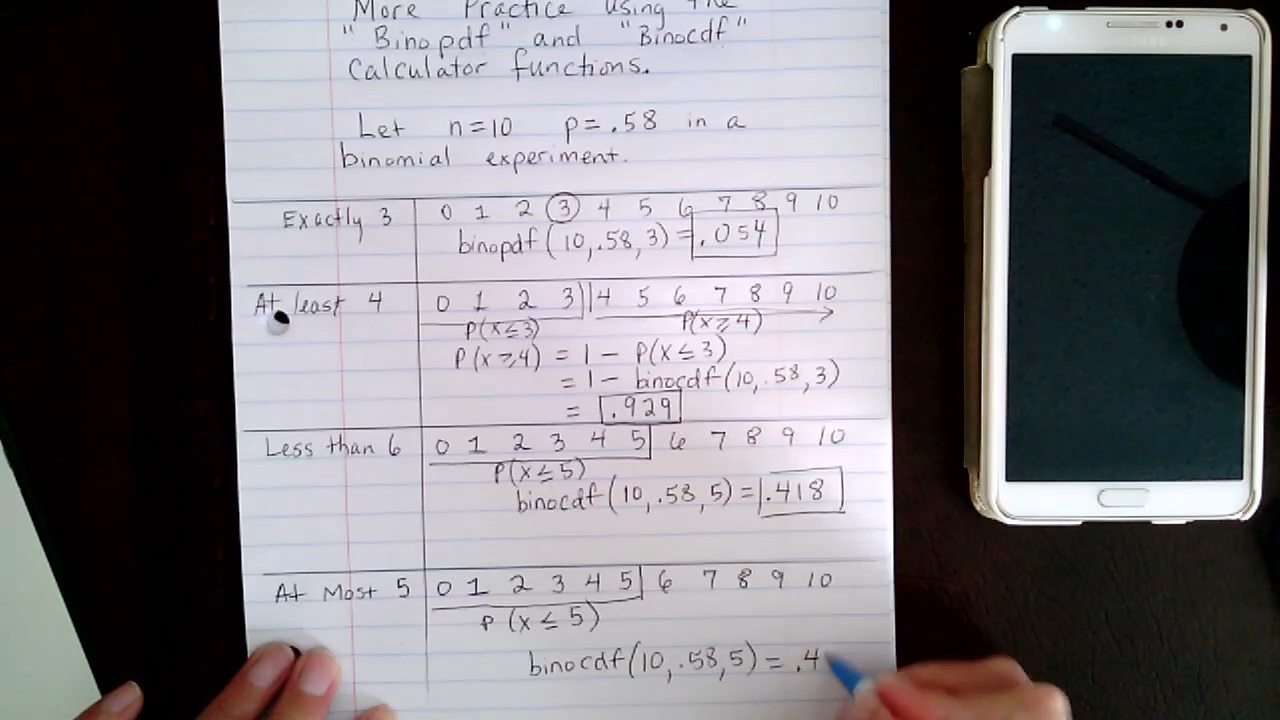 More Practice using the
"Binopdf" and "Binocdf"
Calculator functions.
Let n=10 p=.58 in a
binomial experiment.
Exactly 3 0 1 2 3 4 5 6 7 8 9 10
binopdf(10,.58,3) = .054
At least 4 0 1 2 3 4 5 6 7 8 9 10
P(x≤3) P(x≥4)
P(x≥4) = 1 - P(x≤3)
= 1 - binocdf(10,.58,3)
= .929
Less than 6 0 1 2 3 4 5 6 7 8 9 10
P(x≤5)
binocdf(10,.58,5) = .418
At Most 5 0 1 2 3 4 5 6 7 8 9 10
P(x≤5)
binocdf(10,.58,5) = .4